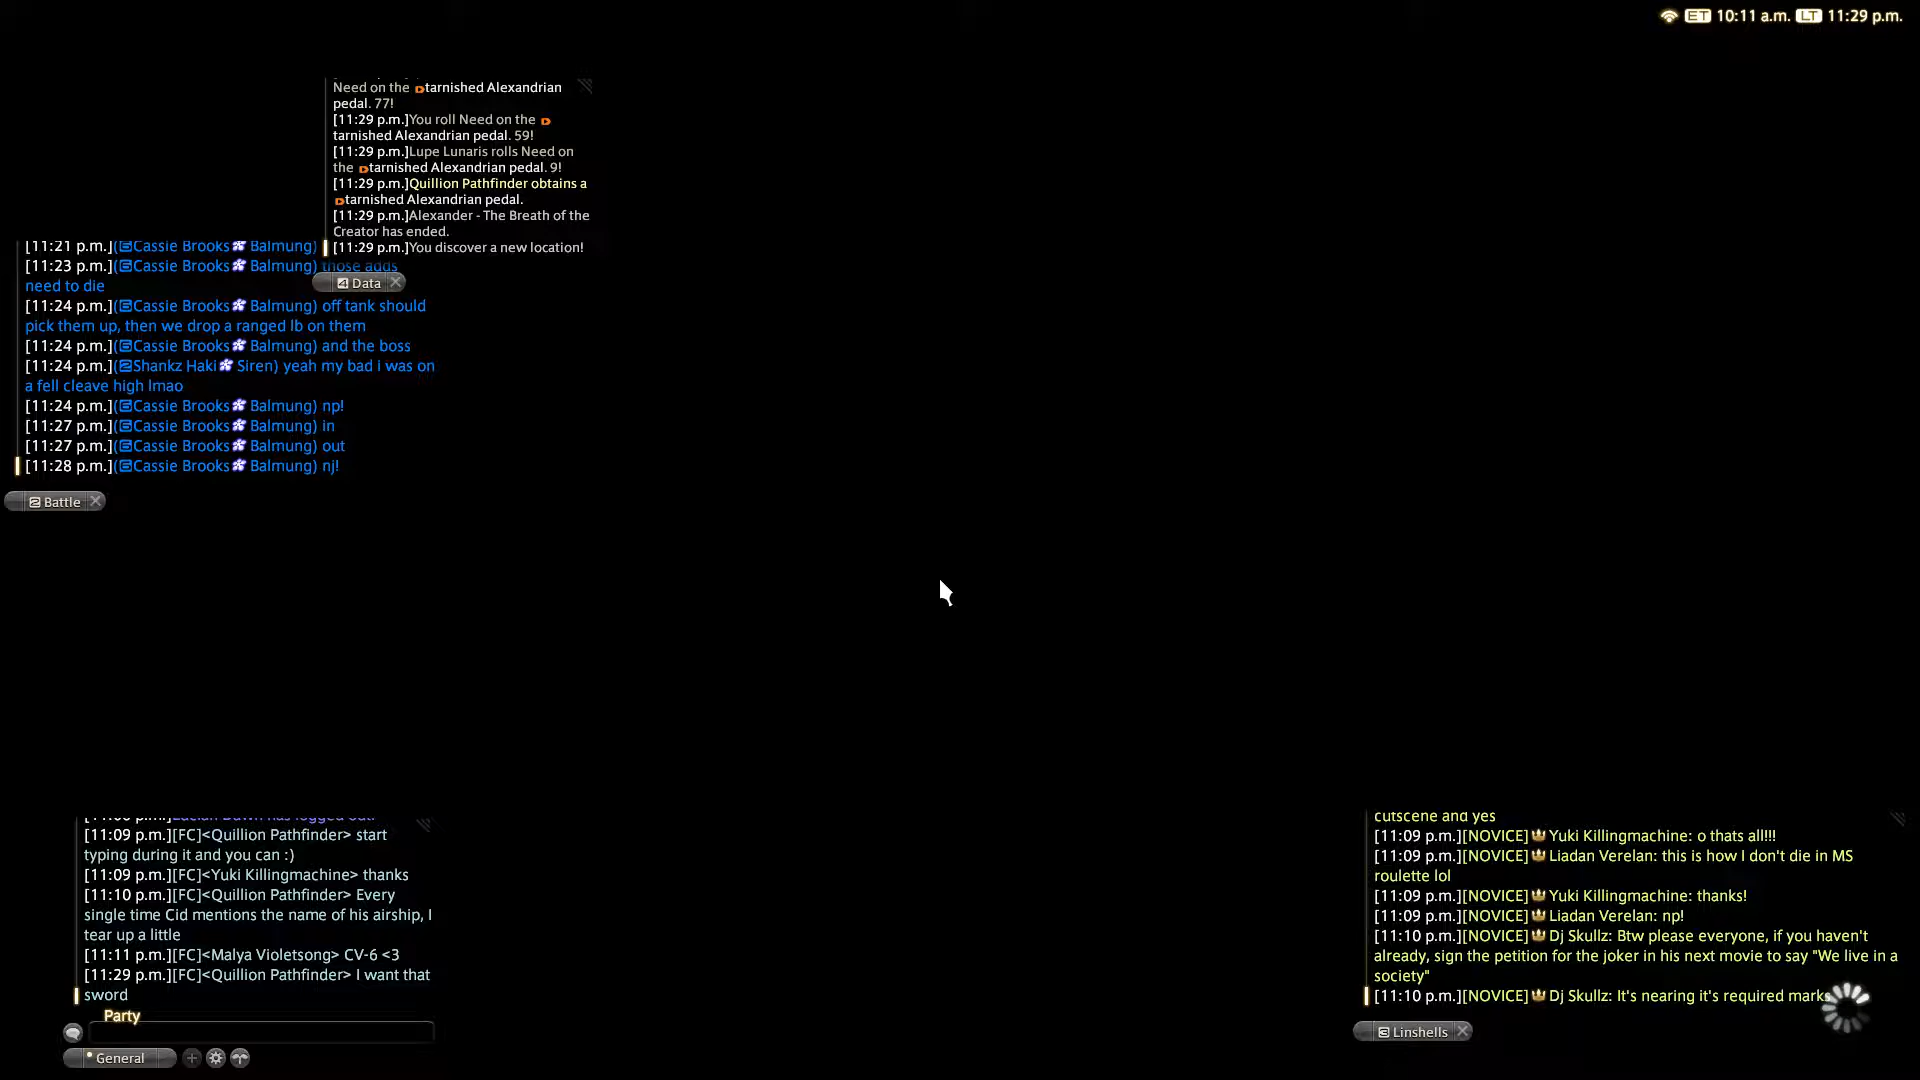 ET 10:11 a.m. LT 11:29 p.m.
Need on the tarnished Alexandrian
pedal. 77!
[11:29 p.m.]You roll Need on the
tarnished Alexandrian pedal. 59!
[11:29 p.m.]Lupe Lunaris rolls Need on
the tarnished Alexandrian pedal. 9!
[11:29 p.m.]Quillion Pathfinder obtains a
tarnished Alexandrian pedal.
[11:29 p.m.]Alexander - The Breath of the
Creator has ended.
[11:29 p.m.]You discover a new location!
4 Data
[11:21 p.m.](Cassie Brooks Balmung)
[11:23 p.m.](Cassie Brooks Balmung) those adds
need to die
[11:24 p.m.](Cassie Brooks Balmung) off tank should
pick them up, then we drop a ranged lb on them
[11:24 p.m.](Cassie Brooks Balmung) and the boss
[11:24 p.m.](2Shankz Haki Siren) yeah my bad i was on
a fell cleave high lmao
[11:24 p.m.](Cassie Brooks Balmung) np!
[11:27 p.m.](Cassie Brooks Balmung) in
[11:27 p.m.](Cassie Brooks Balmung) out
[11:28 p.m.](Cassie Brooks Balmung) nj!
2 Battle
has logged out.
[11:09 p.m.][FC]<Quillion Pathfinder> start
typing during it and you can :)
[11:09 p.m.][FC]<Yuki Killingmachine> thanks
[11:10 p.m.][FC]<Quillion Pathfinder> Every
single time Cid mentions the name of his airship, I
tear up a little
[11:11 p.m.][FC]<Malya Violetsong> CV-6 <3
[11:29 p.m.][FC]<Quillion Pathfinder> I want that
sword
Party
General
cutscene and yes
[11:09 p.m.][NOVICE]Yuki Killingmachine: o thats all!!!
[11:09 p.m.][NOVICE]Liadan Verelan: this is how I don't die in MS
roulette lol
[11:09 p.m.][NOVICE]Yuki Killingmachine: thanks!
[11:09 p.m.][NOVICE]Liadan Verelan: np!
[11:10 p.m.][NOVICE]Dj Skullz: Btw please everyone, if you haven't
already, sign the petition for the joker in his next movie to say "We live in a
society"
[11:10 p.m.][NOVICE]Dj Skullz: It's nearing it's required marks
3 Linshells